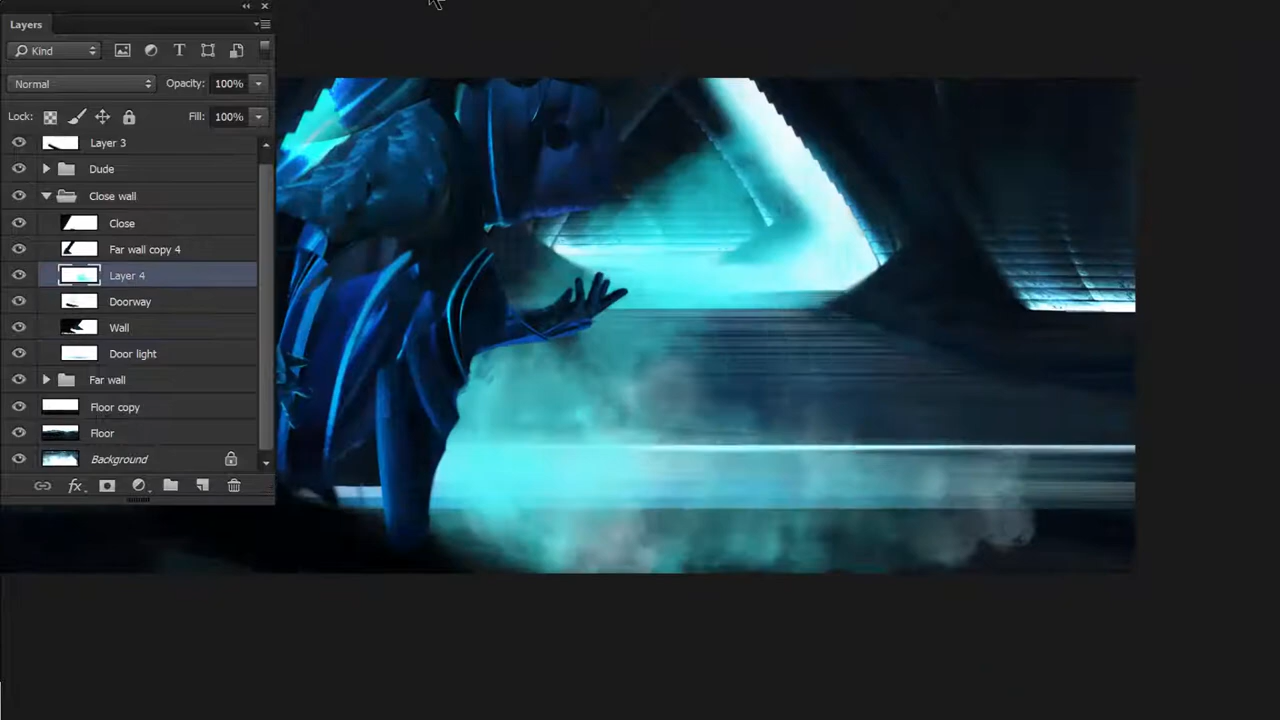 Layers
Kind
Normal Opacity: 100%
Lock: Fill: 100%
Layer 3
Dude
Close wall
Close
Far wall copy 4
Layer 4
Doorway
Wall
Door light
Far wall
Floor copy
Floor
Background
fx